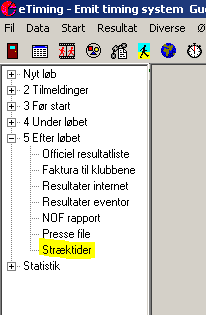 eTiming - Emit timing system Gu
Fil Data Start Resultat Diverse
Nyt løb
2 Tilmeldinger
3 Før start
4 Under løbet
5 Efter løbet
Officiel resultatliste
Faktura til klubbene
Resultater internet
Resultater eventor
NOF rapport
Presse file
Stræktider
Statistik